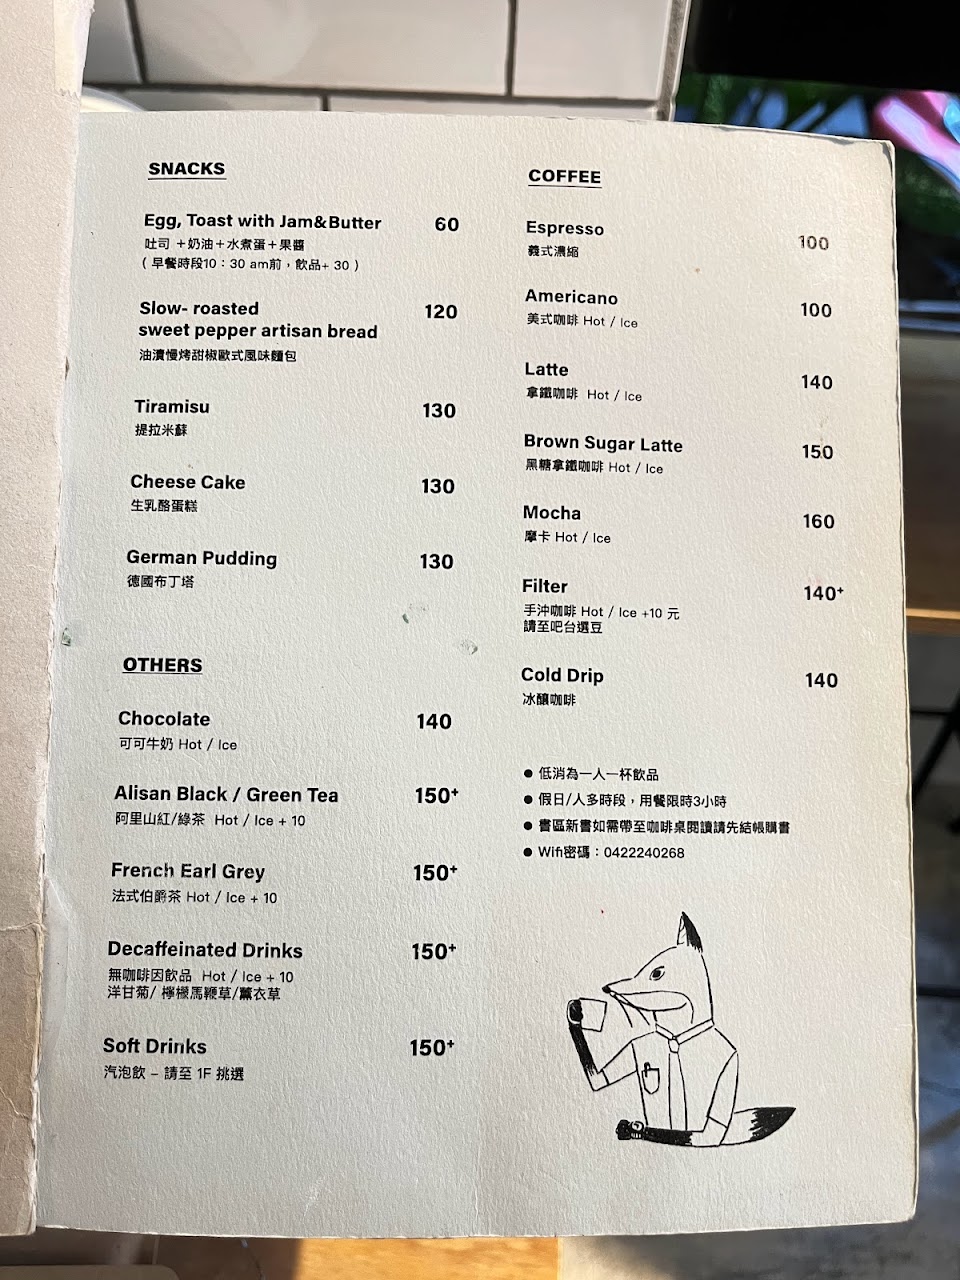 SNACKS
Egg, Toast with Jam&Butter 60
吐司 +奶油+水煮蛋+果醬
( 早餐時段10:30 am前，飲品+ 30 )
Slow- roasted
sweet pepper artisan bread 120
油漬慢烤甜椒歐式風味麵包
Tiramisu 130
提拉米蘇
Cheese Cake 130
生乳酪蛋糕
German Pudding 130
德國布丁塔
OTHERS
Chocolate 140
可可牛奶 Hot / Ice
Alisan Black / Green Tea 150+
阿里山紅/綠茶 Hot / Ice + 10
French Earl Grey 150+
法式伯爵茶 Hot / Ice + 10
Decaffeinated Drinks 150+
無咖啡因飲品 Hot / Ice + 10
洋甘菊/ 檸檬馬鞭草/薰衣草
Soft Drinks 150+
汽泡飲 – 請至 1F 挑選
COFFEE
Espresso 100
義式濃縮
Americano 100
美式咖啡 Hot / Ice
Latte 140
拿鐵咖啡 Hot / Ice
Brown Sugar Latte 150
黑糖拿鐵咖啡 Hot / Ice
Mocha 160
摩卡 Hot / Ice
Filter 140+
手沖咖啡 Hot / Ice +10 元
請至吧台選豆
Cold Drip 140
冰釀咖啡
● 低消為一人一杯飲品
● 假日/人多時段，用餐限時3小時
● 書區新書如需帶至咖啡桌閱讀請先結帳購書
● Wifi密碼：0422240268